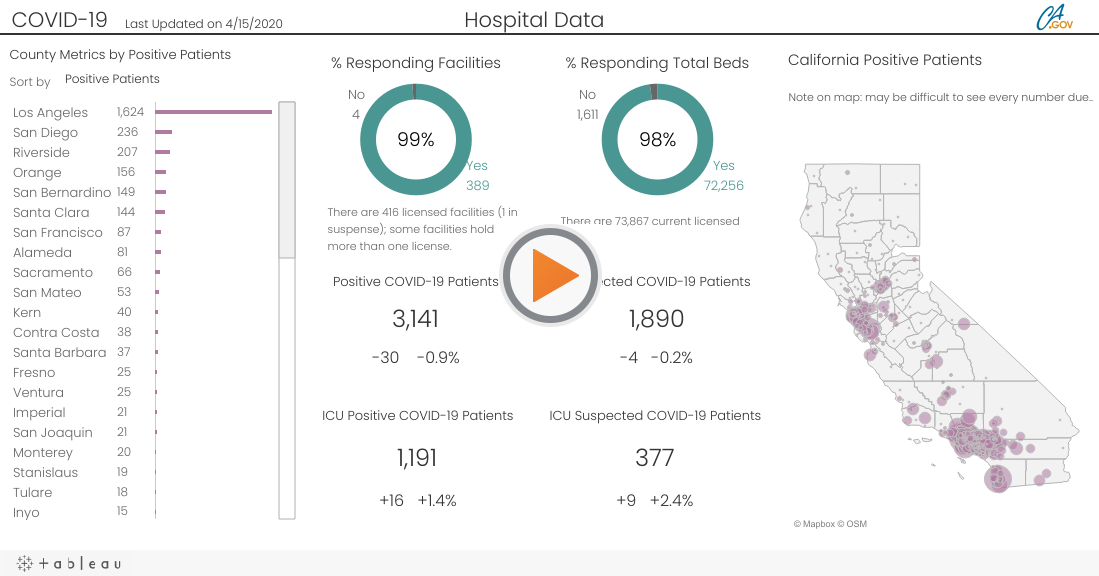 COVID-19 Last Updated on 4/15/2020
Hospital Data
CA
.GOV
County Metrics by Positive Patients
Sort by Positive Patients
Los Angeles 1,624
San Diego 236
Riverside 207
Orange 156
San Bernardino 149
Santa Clara 144
San Francisco 87
Alameda 81
Sacramento 66
San Mateo 53
Kern 40
Contra Costa 38
Santa Barbara 37
Fresno 25
Ventura 25
Imperial 21
San Joaquin 21
Monterey 20
Stanislaus 19
Tulare 18
Inyo 15
% Responding Facilities
No
4
99%
Yes
389
There are 416 licensed facilities (1 in
suspense); some facilities hold
more than one license.
% Responding Total Beds
No
1,611
98%
Yes
72,256
There are 73,867 current licensed
Positive COVID-19 Patients
3,141
-30 -0.9%
COVID-19 Patients
1,890
-4 -0.2%
ICU Positive COVID-19 Patients
1,191
+16 +1.4%
ICU Suspected COVID-19 Patients
377
+9 +2.4%
California Positive Patients
Note on map: may be difficult to see every number due..
© Mapbox © OSM
+ a b l e a u